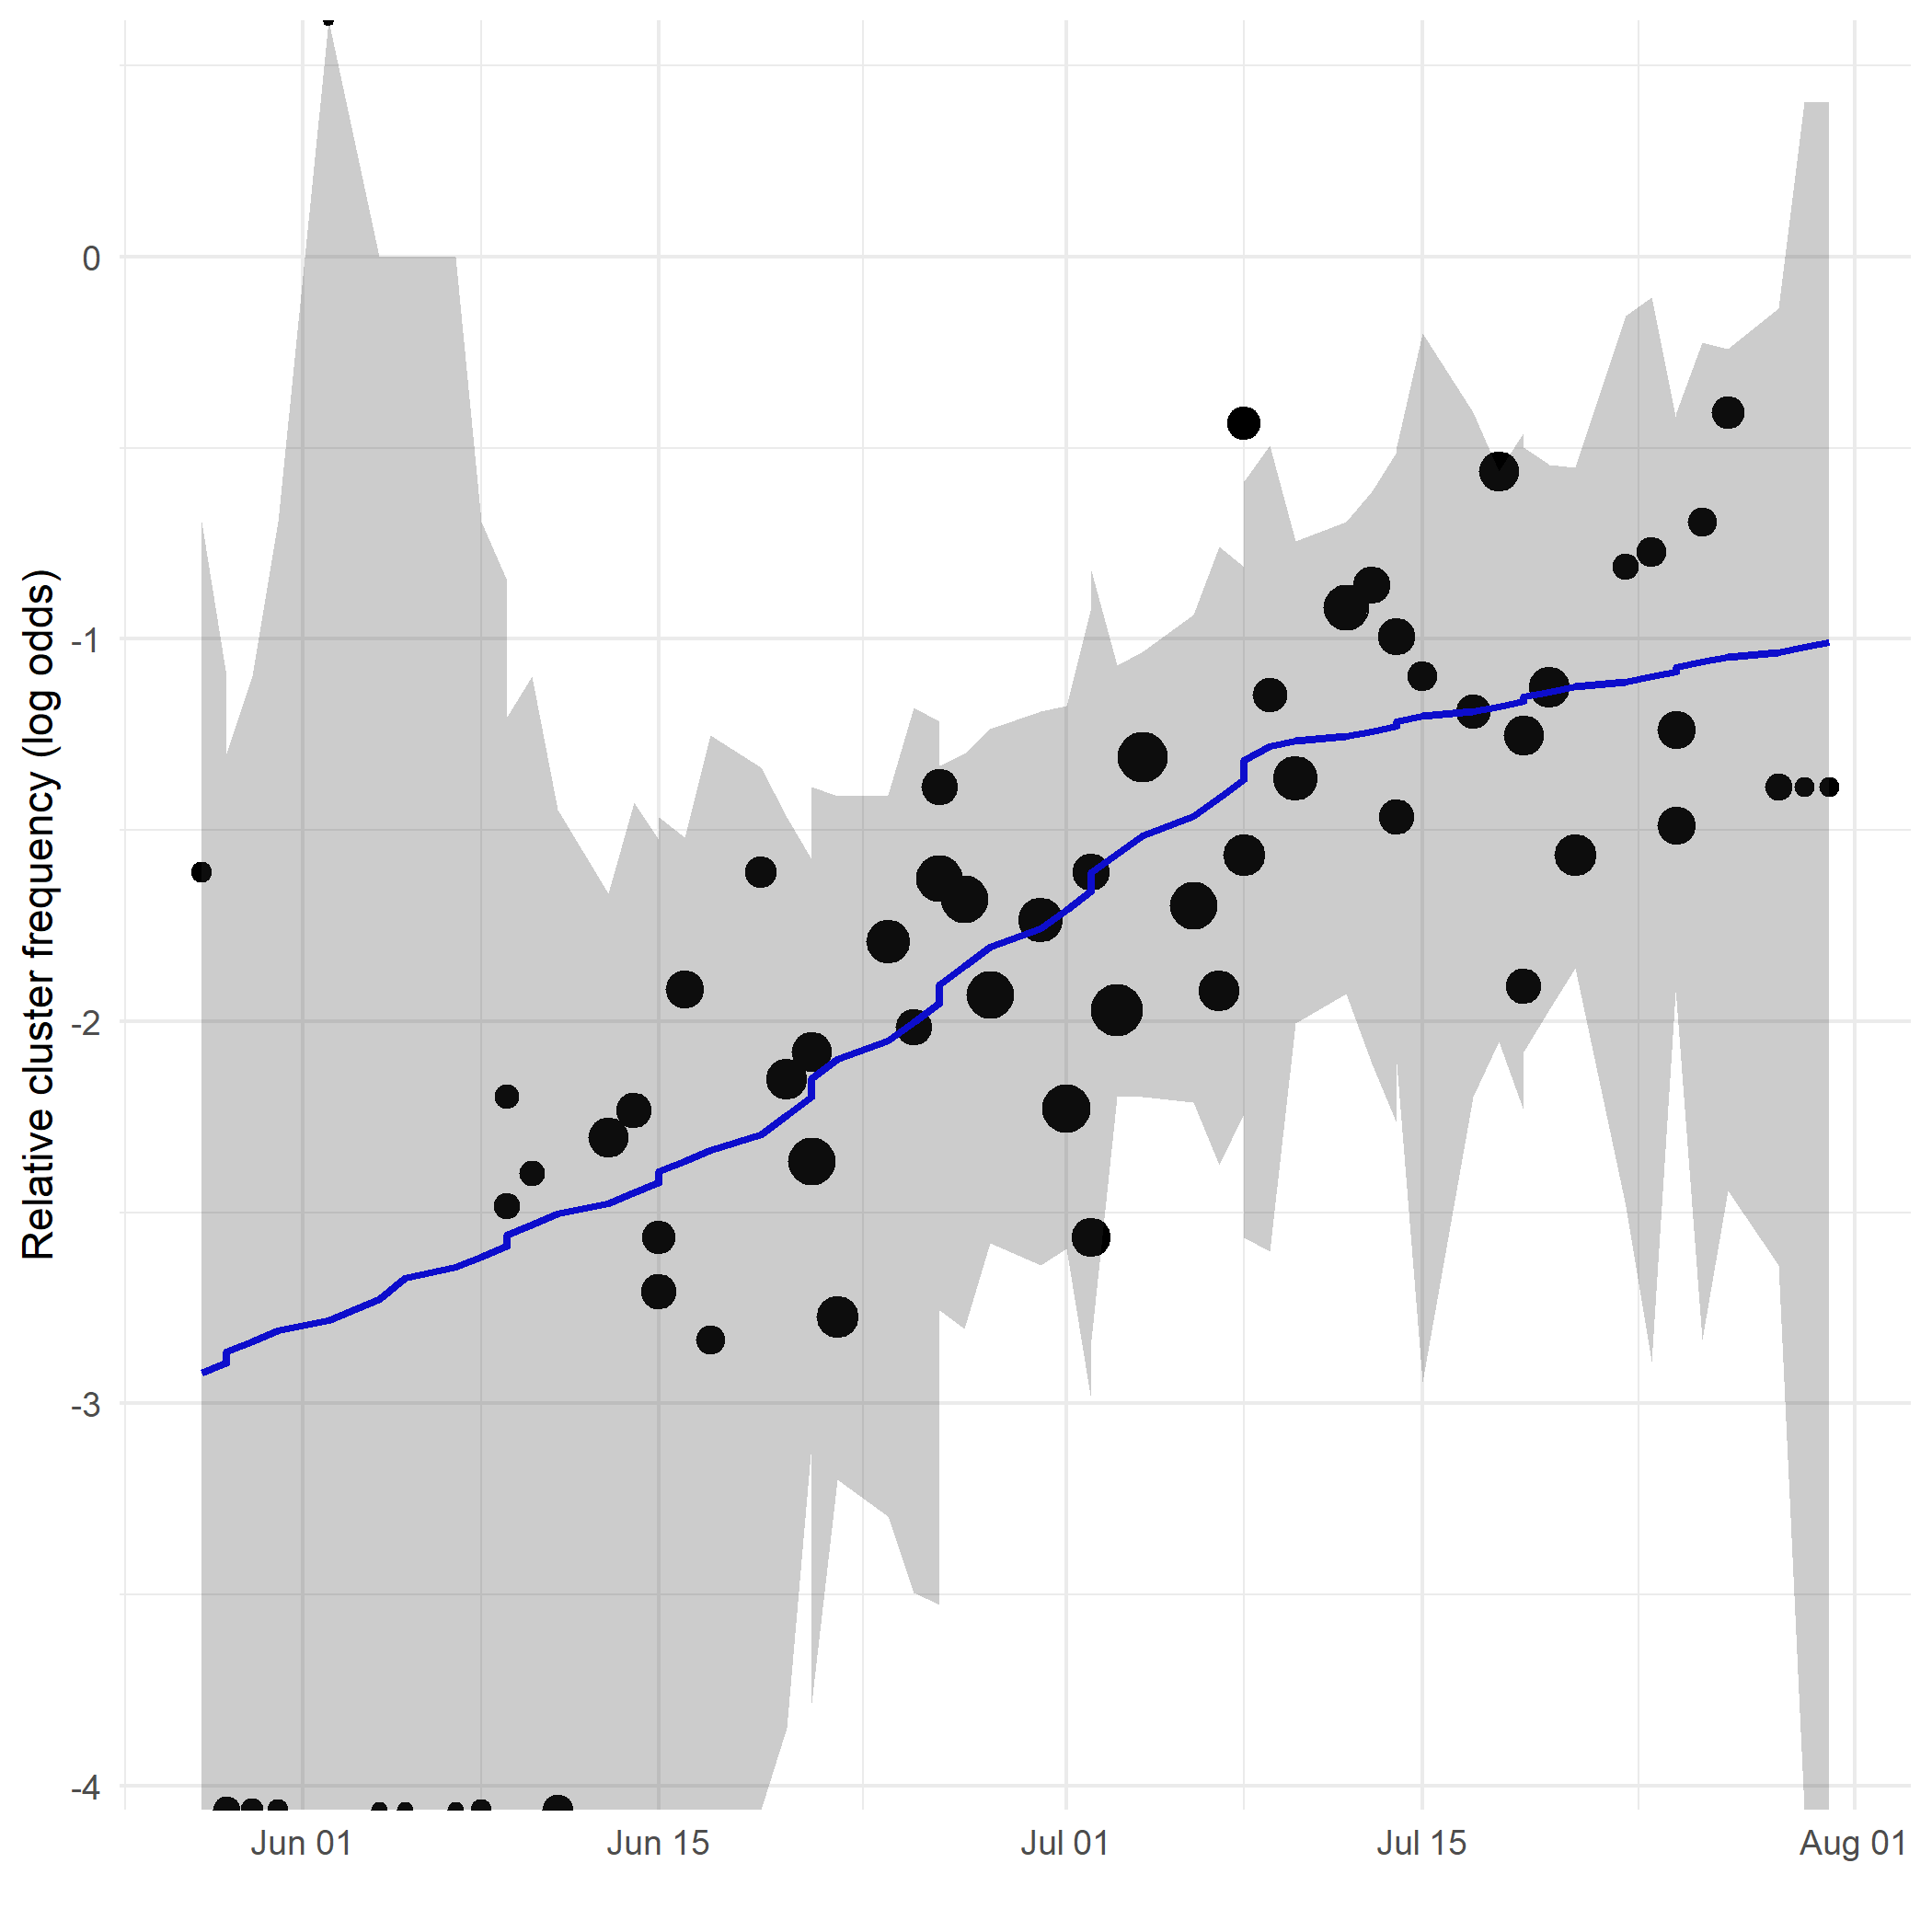 Relative cluster frequency (log odds)
0
-1
-2
-3
-4
Jun 01
Jun 15
Jul 01
Jul 15
Aug 01